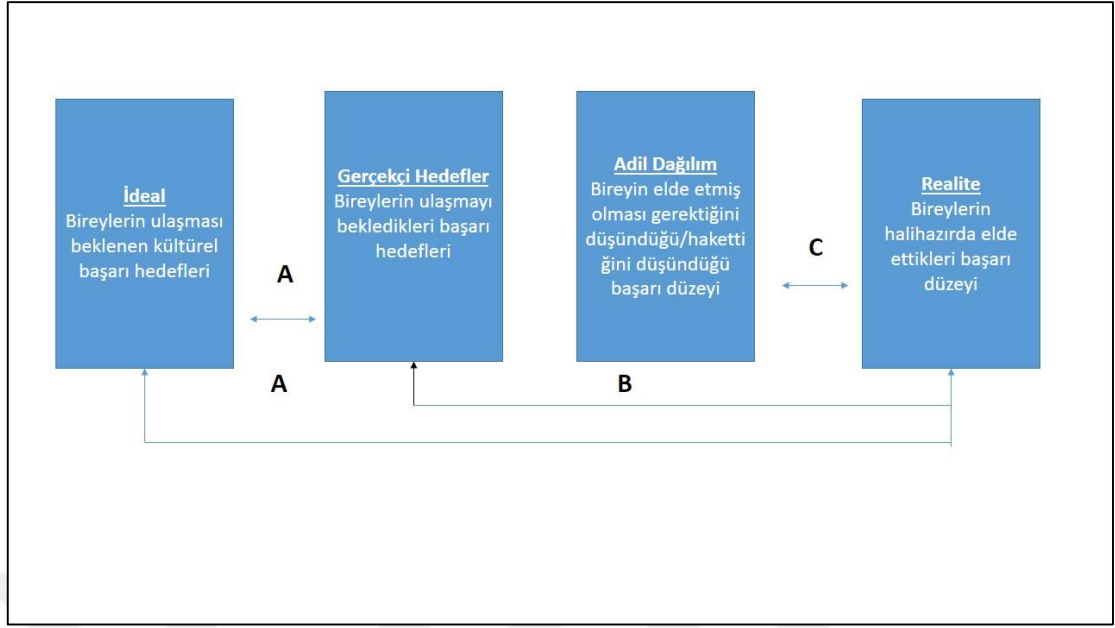 İdeal
Bireylerin ulaşması
beklenen kültürel
başarı hedefleri
A
A
Gerçekçi Hedefler
Bireylerin ulaşmayı
bekledikleri başarı
hedefleri
Adil Dağılım
Bireyin elde etmiş
olması gerektiğini
düşündüğü/haketti
ğini düşündüğü
başarı düzeyi
B
C
Realite
Bireylerin
halihazırda elde
ettikleri başarı
düzeyi